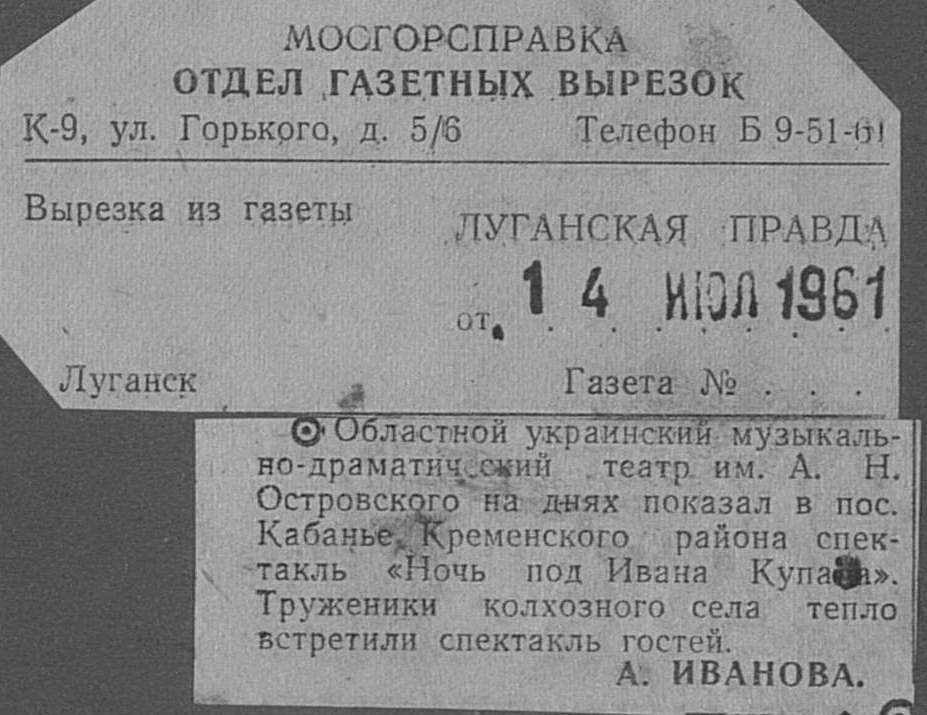 МОСГОРСПРАВКА
ОТДЕЛ ГАЗЕТНЫХ ВЫРЕЗОК
К-9, ул. Горького, д. 5/6 Телефон Б 9-51-61
Вырезка из газеты
ЛУГАНСКАЯ ПРАВДА
от. 14 ИЮЛ 1961
Луганск Газета № . . .
Областной украинский музыкаль-
но-драматический театр им. А. Н.
Островского на днях показал в пос.
Кабанье Кременского района спек-
такль «Ночь под Ивана Купала».
Труженики колхозного села тепло
встретили спектакль гостей.
А. ИВАНОВА.